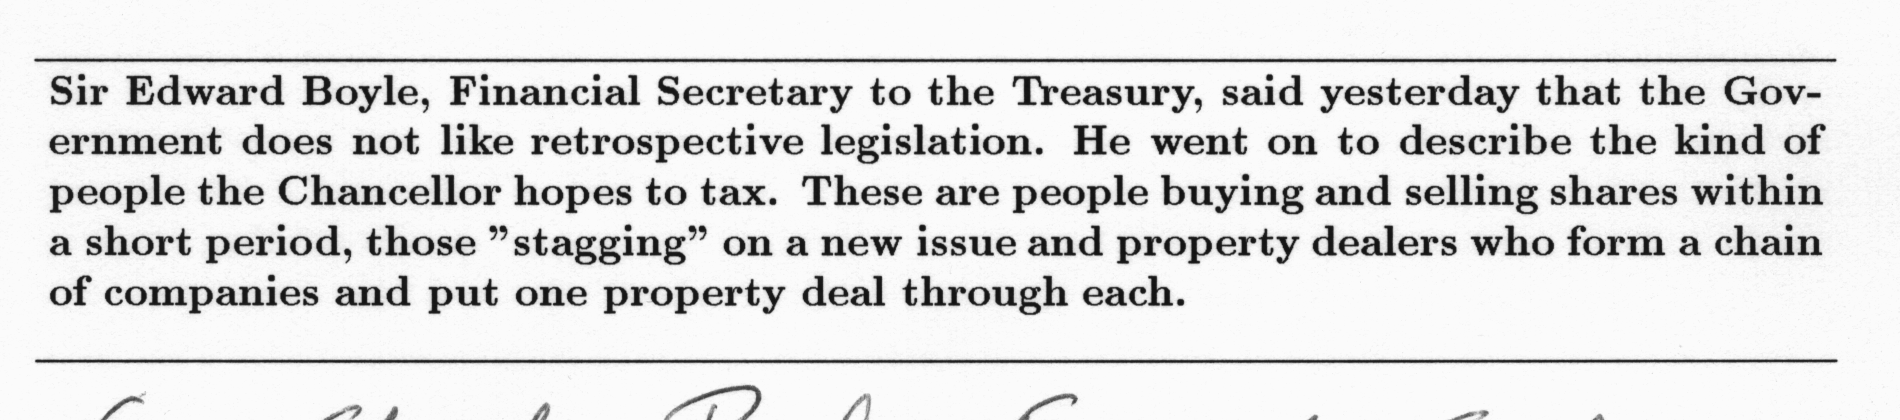 Sir Edward Boyle, Financial Secretary to the Treasury, said yesterday that the Gov-
ernment does not like retrospective legislation. He went on to describe the kind of
people the Chancellor hopes to tax. These are people buying and selling shares within
a short period, those ”stagging” on a new issue and property dealers who form a chain
of companies and put one property deal through each.